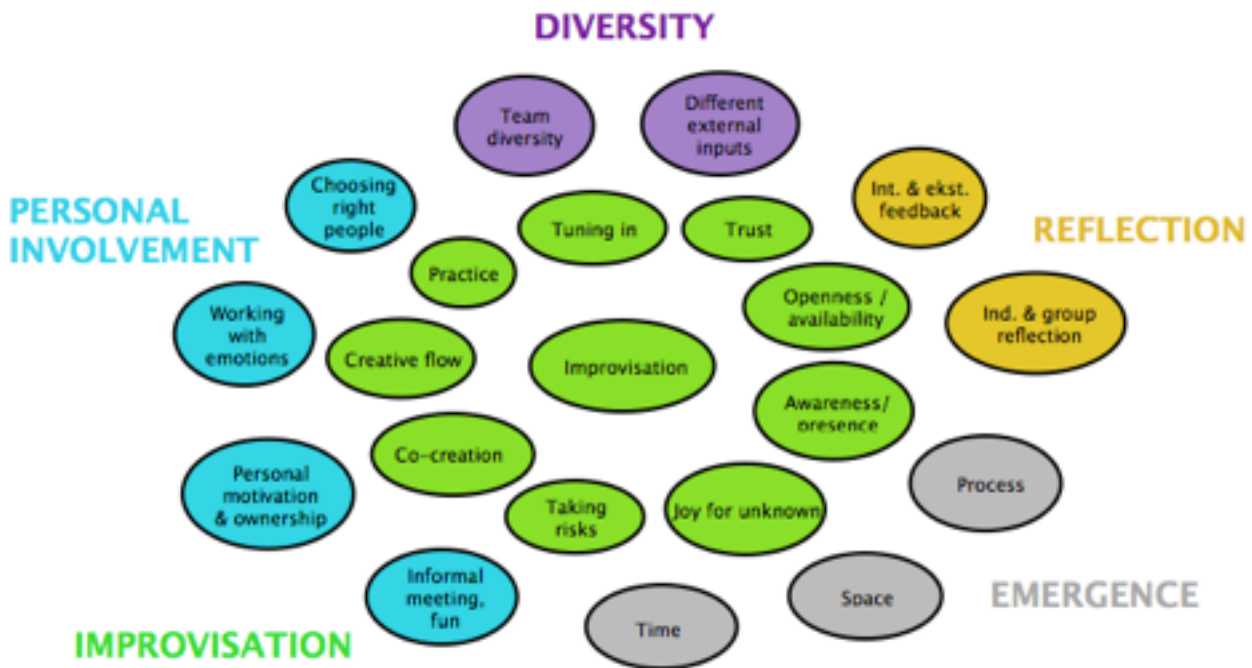 DIVERSITY
Team
diversity
Different
external
inputs
Choosing
right
people
Int. & ekst.
feedback
PERSONAL
INVOLVEMENT
Tuning in
Trust
REFLECTION
Practice
Openness /
availability
Working
with
emotions
Ind. & group
reflection
Creative flow
Improvisation
Awareness/
presence
Co-creation
Personal
motivation
& ownership
Process
Taking
risks
Joy for unknown
Informal
meeting,
fun
Space
EMERGENCE
Time
IMPROVISATION